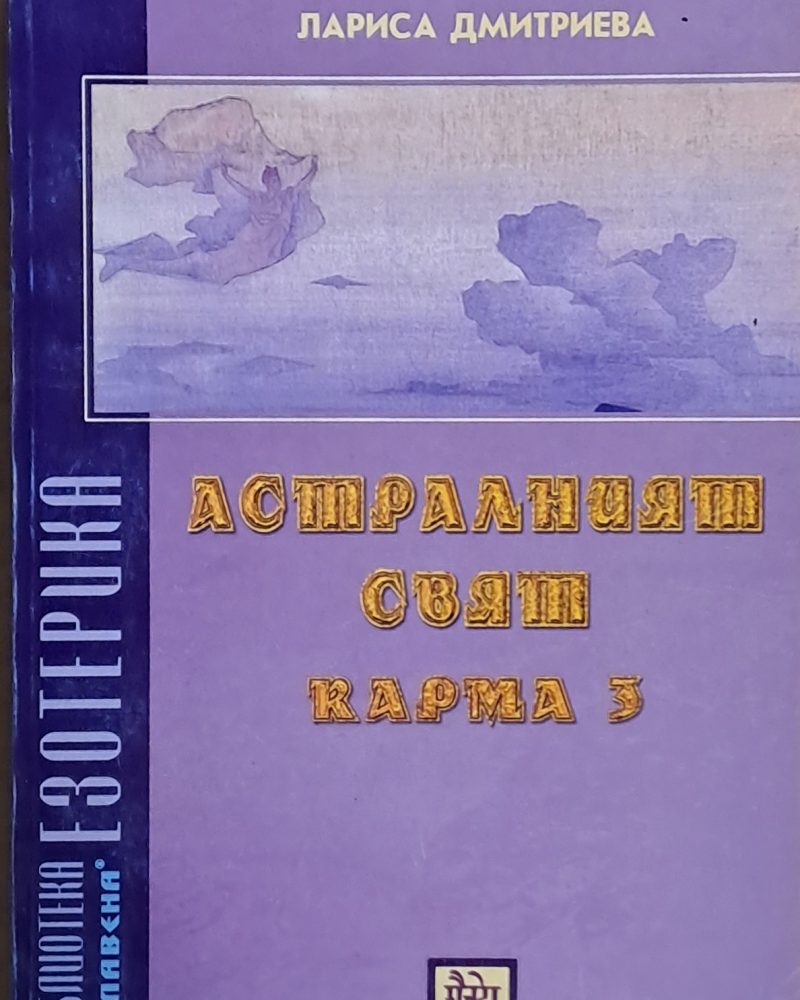 ЛАРИСА ДМИТРИЕВА
АСТРАЛНИЯТ
СВЯТ
КАРМА 3
ЕЗОТЕРИКА